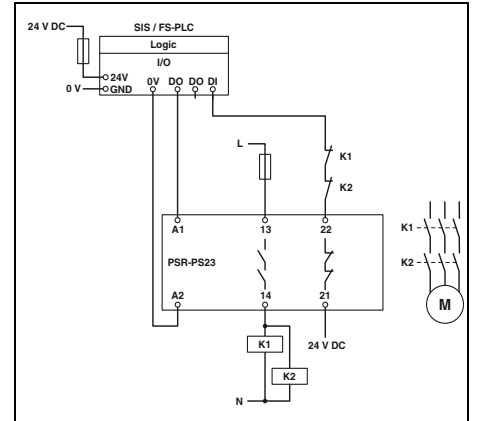 24 V DC
SIS / FS-PLC
Logic
I/O
24V
0 V
GND
0V DO DO DI
L
K1
K2
A1 13 22
PSR-PS23
K1
K2
A2 14 21
M
K1
24 V DC
K2
N